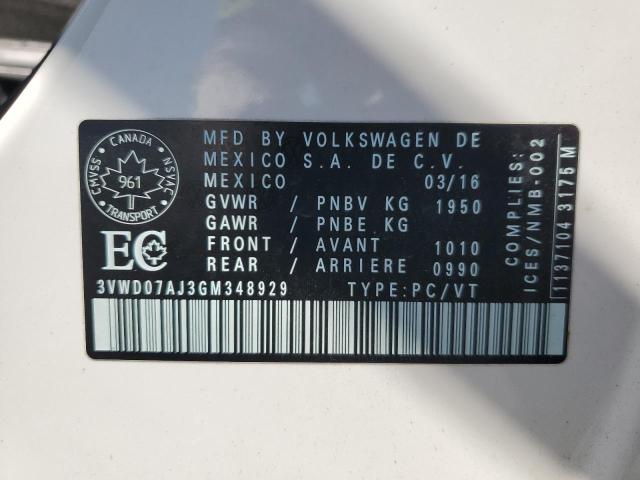 CANADA
CMVSS
NSVAC
961
TRANSPORT
EC
MFD BY VOLKSWAGEN DE
MEXICO S.A. DE C.V.
MEXICO 03/16
GVWR / PNBV KG 1950
GAWR / PNBE KG
FRONT / AVANT 1010
REAR / ARRIERE 0990
3VWD07AJ3GM348929 TYPE:PC/VT
COMPLIES:
ICES/NMB-002
1137104 3175 M